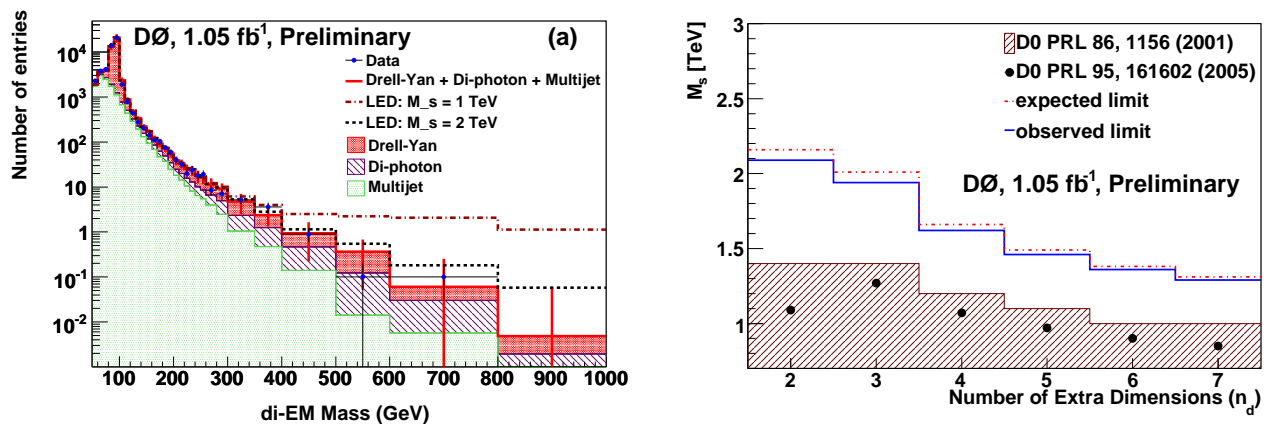 DØ, 1.05 fb⁻¹, Preliminary
(a)
Number of entries
10⁴
10³
10²
10
1
10⁻¹
10⁻²
Data
Drell-Yan + Di-photon + Multijet
LED: M_s = 1 TeV
LED: M_s = 2 TeV
Drell-Yan
Di-photon
Multijet
100 200 300 400 500 600 700 800 900 1000
di-EM Mass (GeV)
M_s [TeV]
3
2.5
2
1.5
1
D0 PRL 86, 1156 (2001)
D0 PRL 95, 161602 (2005)
expected limit
observed limit
DØ, 1.05 fb⁻¹, Preliminary
2 3 4 5 6 7
Number of Extra Dimensions (n_d)